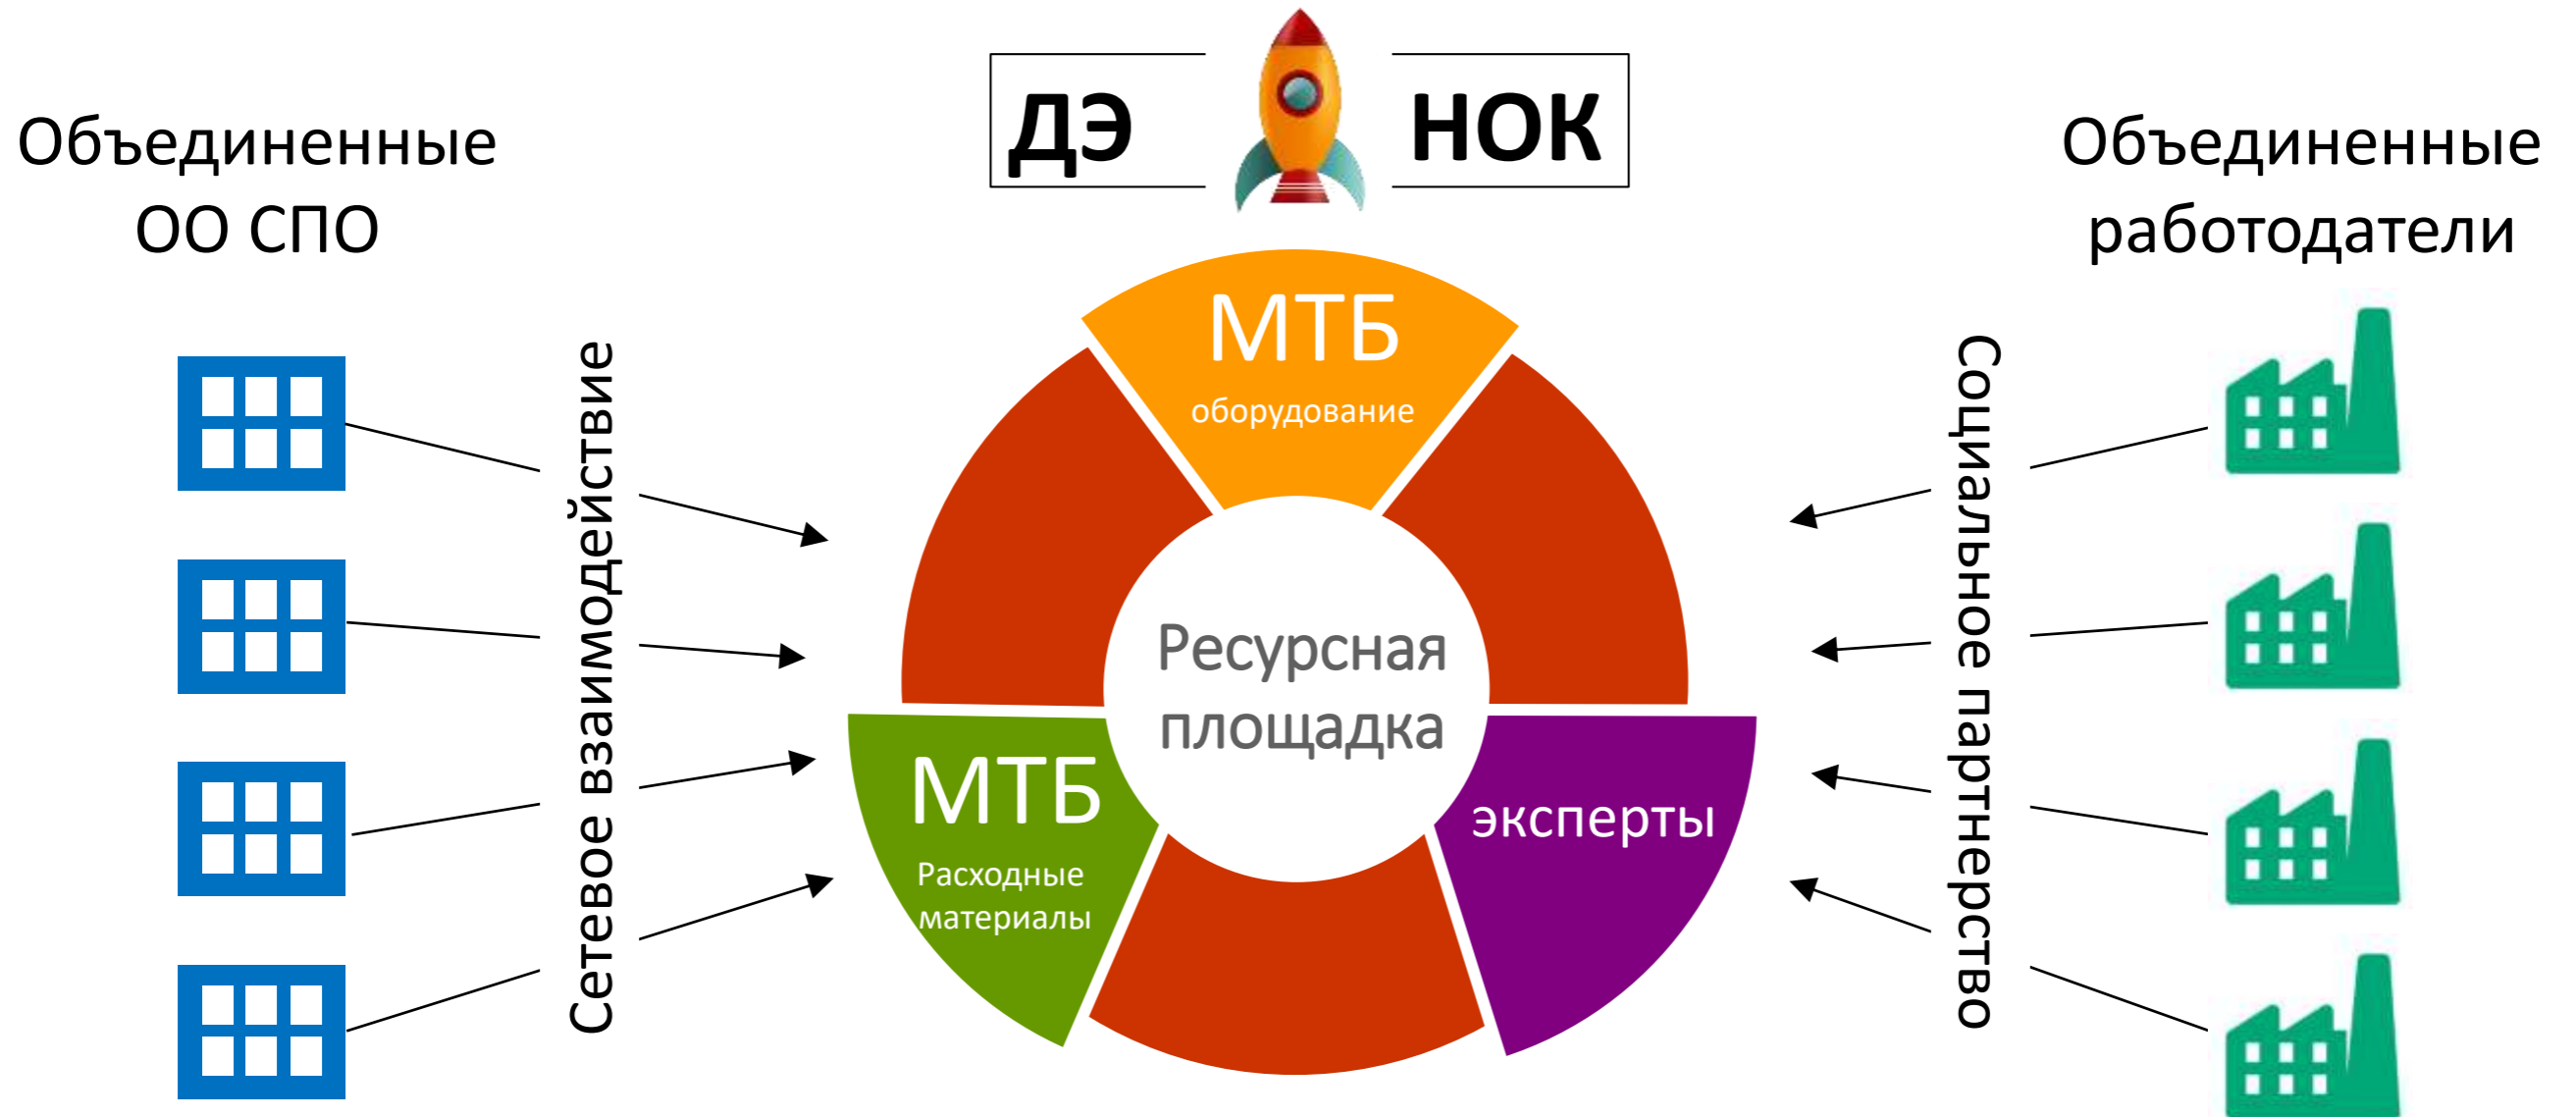 ДЭ НОК
Объединенные
ОО СПО
Сетевое взаимодействие
МТБ
оборудование
Ресурсная
площадка
МТБ
Расходные
материалы
эксперты
Объединенные
работодатели
Социальное партнерство